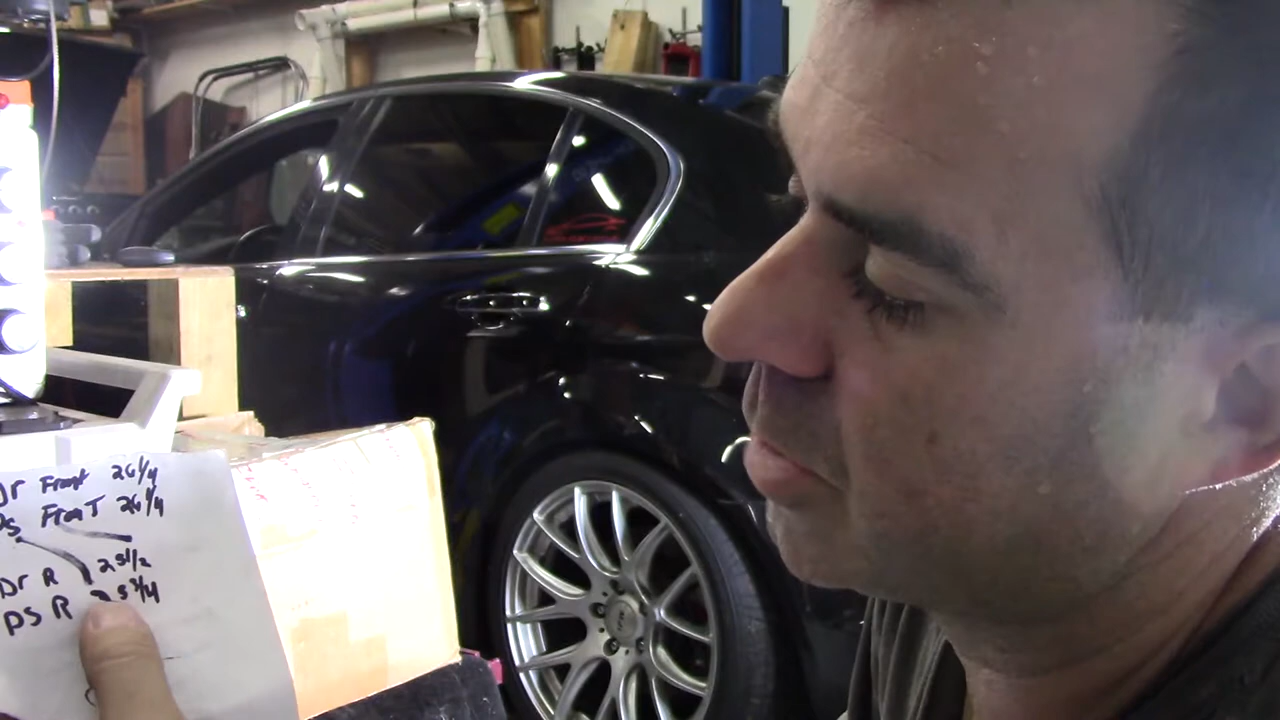 Dr Front 26 1/4
Ps FronT 26 1/4
Dr R 25 1/2
PS R 25 3/4